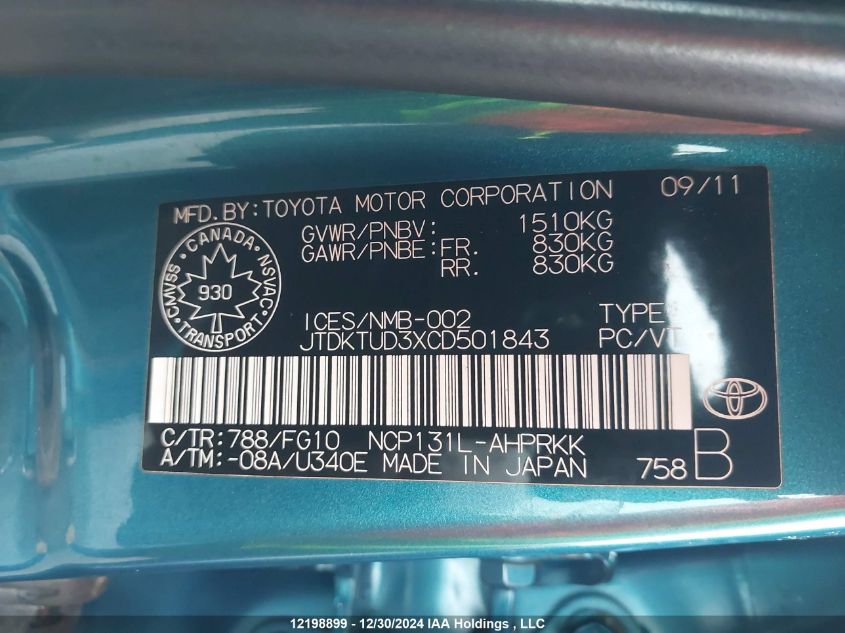 MFD. BY: TOYOTA MOTOR CORPORATION 09/11
GVWR/PNBV: 1510KG
GAWR/PNBE: FR. 830KG
RR. 830KG
CANADA
CMVSS NSVAC
930
TRANSPORT
ICES/NMB-002 TYPE
JTDKTUD3XCD501843 PC/VT
C/TR: 788/FG10 NCP131L-AHPRKK
A/TM: -08A/U340E MADE IN JAPAN 758 B
12198899 - 12/30/2024 IAA Holdings , LLC